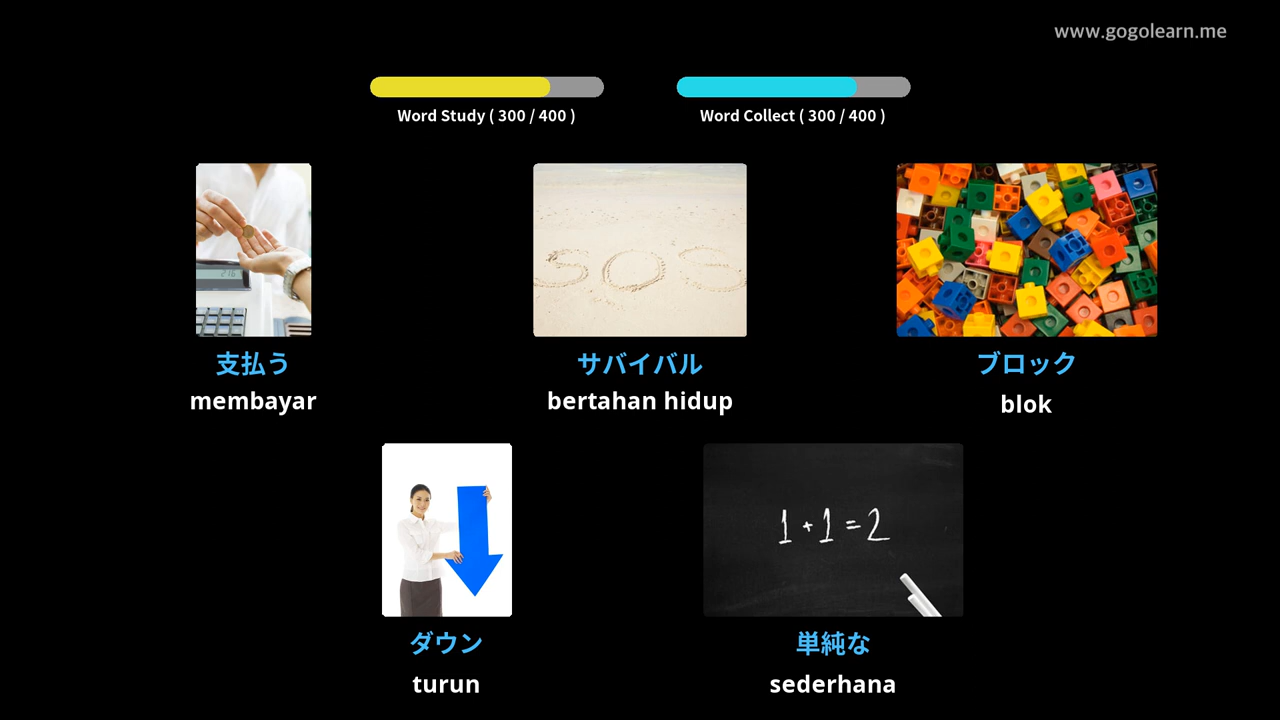 www.gogolearn.me
Word Study ( 300 / 400 )
Word Collect ( 300 / 400 )
SOS
支払う
membayar
サバイバル
bertahan hidup
ブロック
blok
1+1=2
ダウン
turun
単純な
sederhana